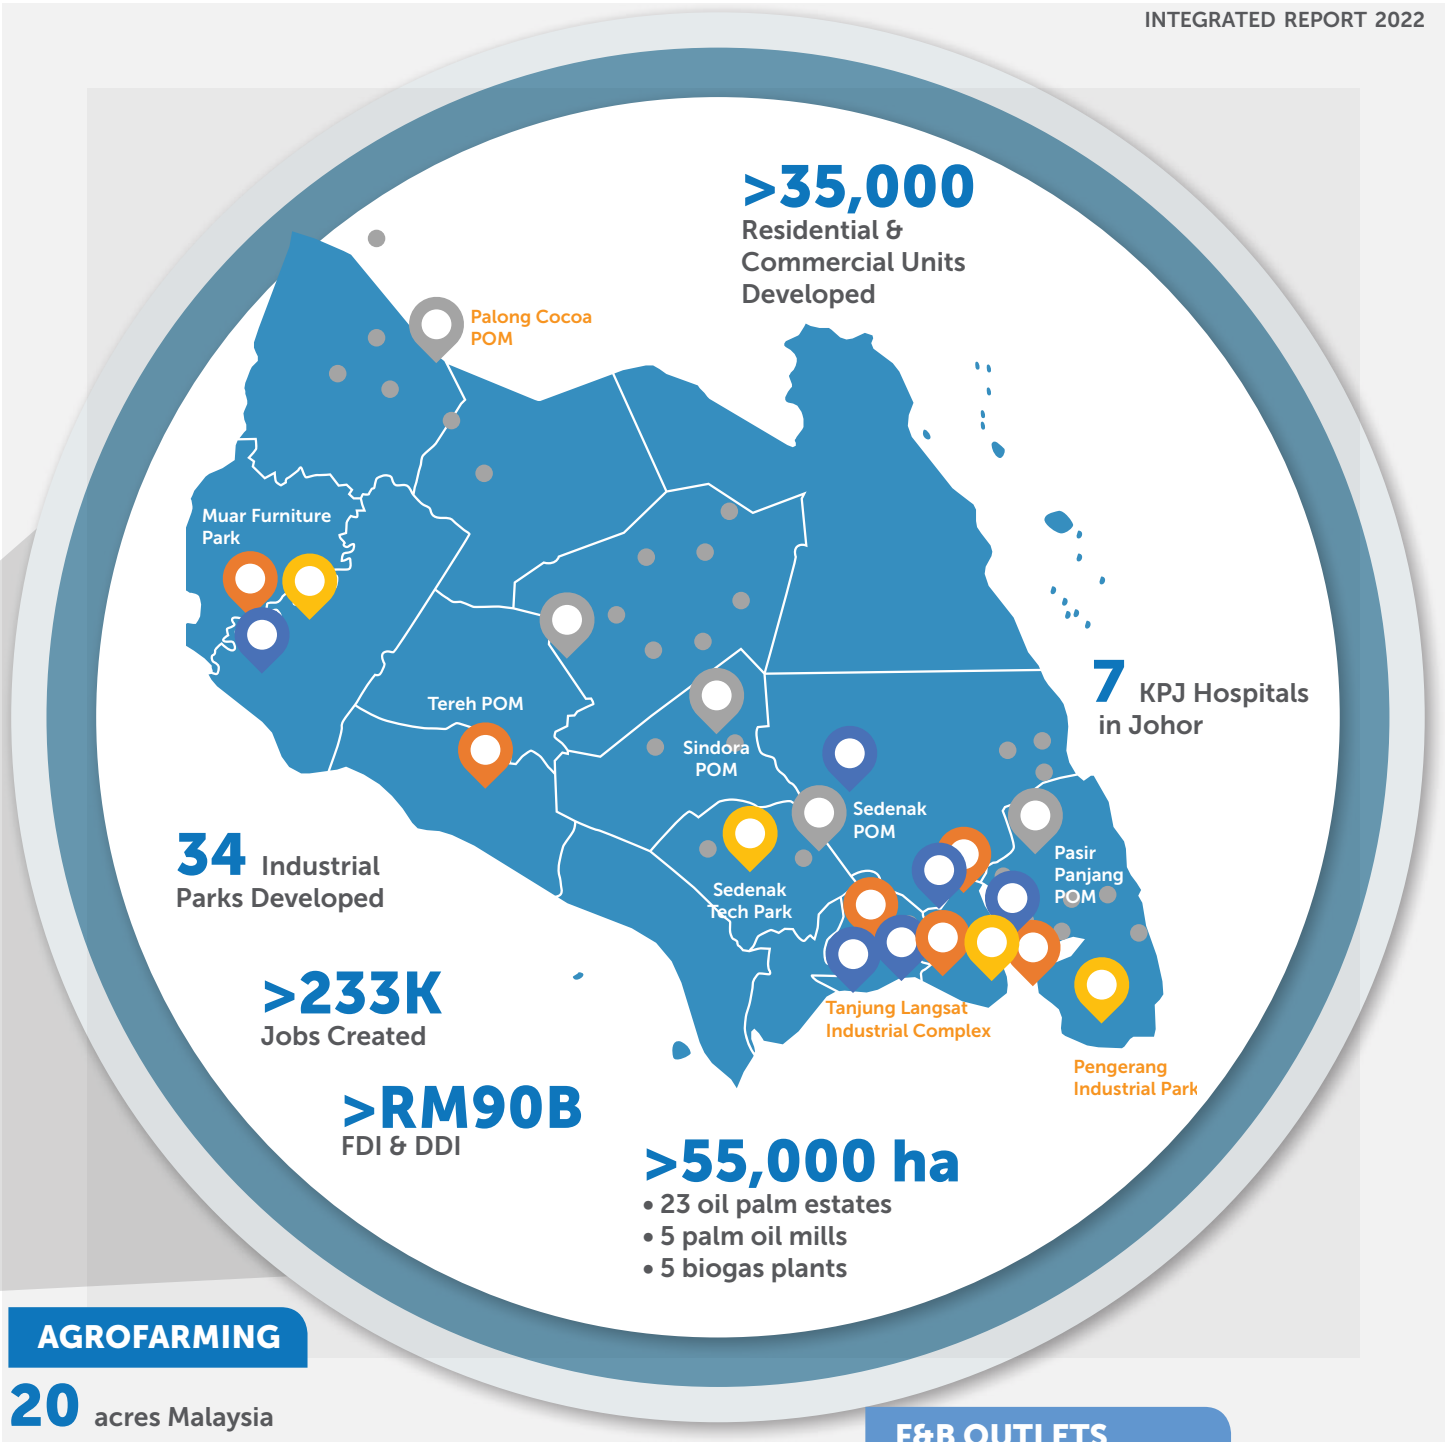 INTEGRATED REPORT 2022
>35,000
Residential &
Commercial Units
Developed
Palong Cocoa
POM
Muar Furniture
Park
7 KPJ Hospitals
in Johor
Tereh POM
Sindora
POM
Sedenak
POM
Pasir
Panjang
POM
34 Industrial
Parks Developed
Sedenak
Tech Park
>233K
Jobs Created
Tanjung Langsat
Industrial Complex
Pengerang
Industrial Park
>RM90B
FDI & DDI
>55,000 ha
• 23 oil palm estates
• 5 palm oil mills
• 5 biogas plants
AGROFARMING
20 acres Malaysia
F&B OUTLETS